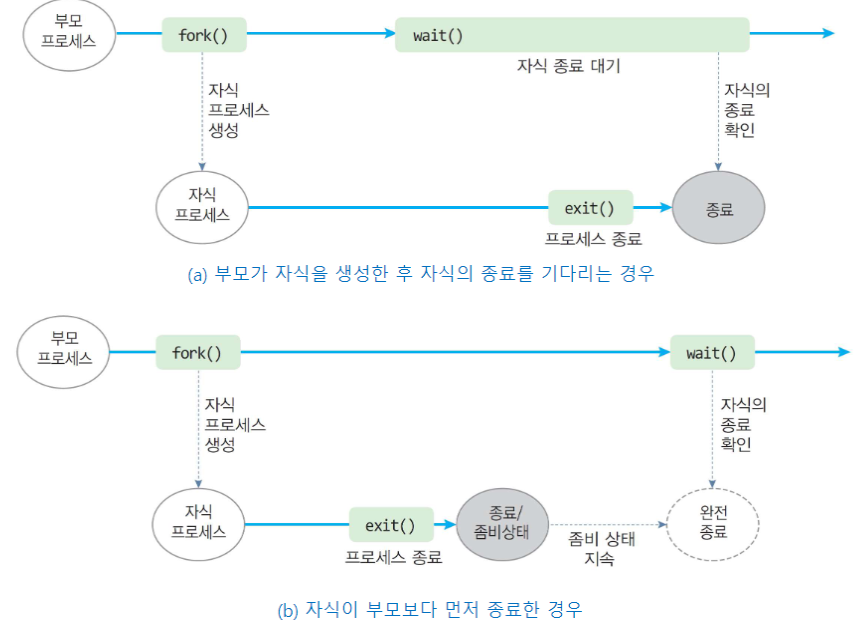 부모
프로세스
fork()
wait()
자식 종료 대기
자식
프로세스
생성
자식의
종료
확인
자식
프로세스
exit()
종료
프로세스 종료
(a) 부모가 자식을 생성한 후 자식의 종료를 기다리는 경우
부모
프로세스
fork()
wait()
자식
프로세스
생성
자식의
종료
확인
자식
프로세스
exit()
종료/
좀비상태
완전
종료
프로세스 종료
좀비 상태
지속
(b) 자식이 부모보다 먼저 종료한 경우